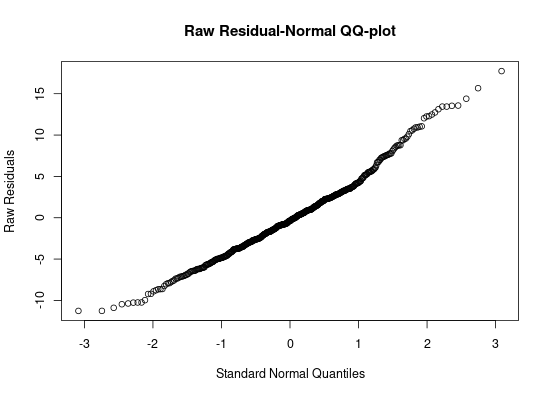 Raw Residual-Normal QQ-plot
Raw Residuals
15
10
5
0
-5
-10
-3 -2 -1 0 1 2 3
Standard Normal Quantiles